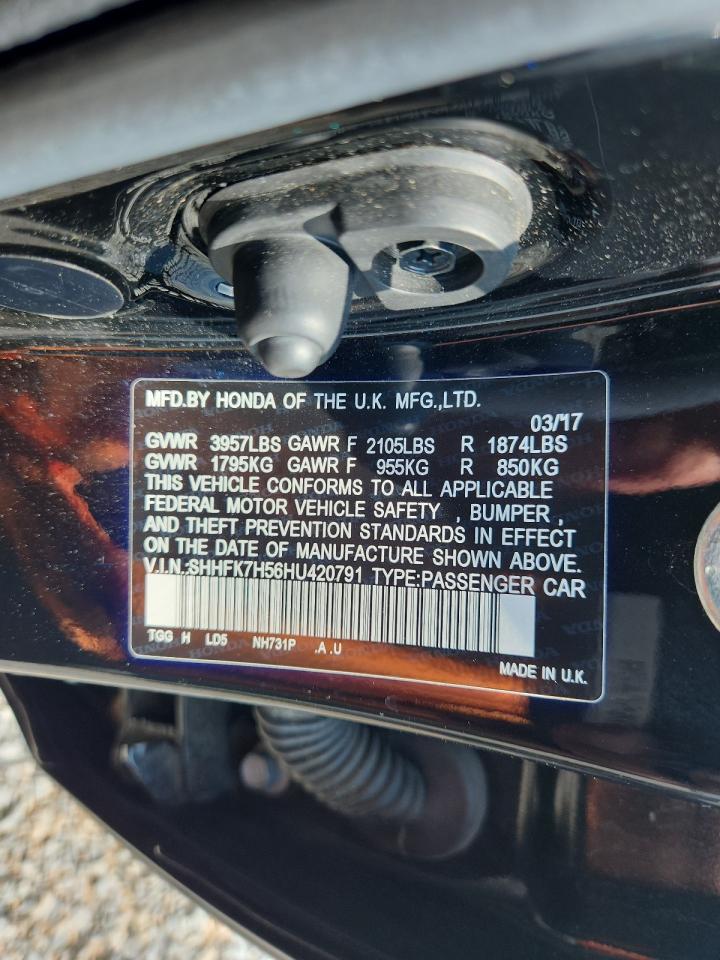 MFD.BY HONDA OF THE U.K. MFG.,LTD.
03/17
GVWR 3957LBS GAWR F 2105LBS R 1874LBS
GVWR 1795KG GAWR F 955KG R 850KG
THIS VEHICLE CONFORMS TO ALL APPLICABLE
FEDERAL MOTOR VEHICLE SAFETY , BUMPER ,
AND THEFT PREVENTION STANDARDS IN EFFECT
ON THE DATE OF MANUFACTURE SHOWN ABOVE.
V.I.N.:SHHFK7H56HU420791 TYPE:PASSENGER CAR
TGG H LD5 NH731P .A .U
MADE IN U.K.